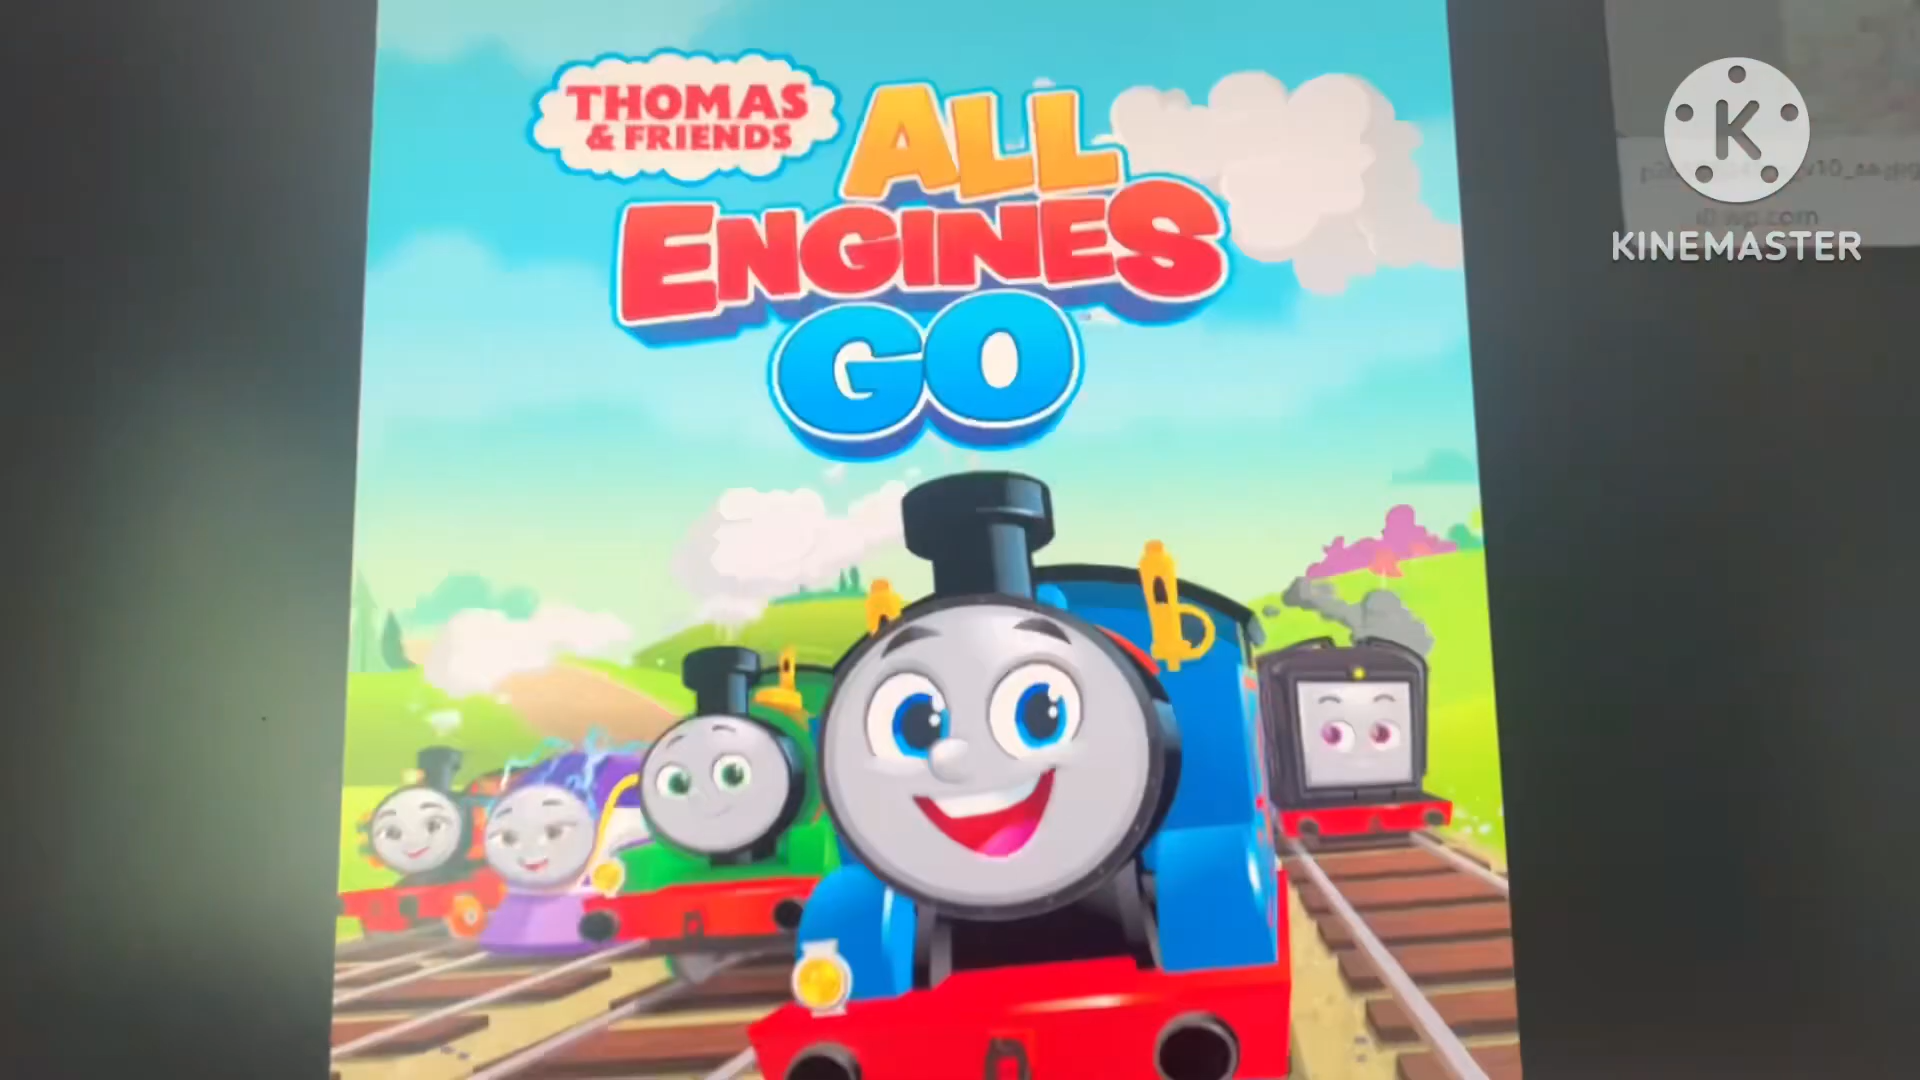 THOMAS
& FRIENDS
ALL
ENGINES
GO
K
KINEMASTER